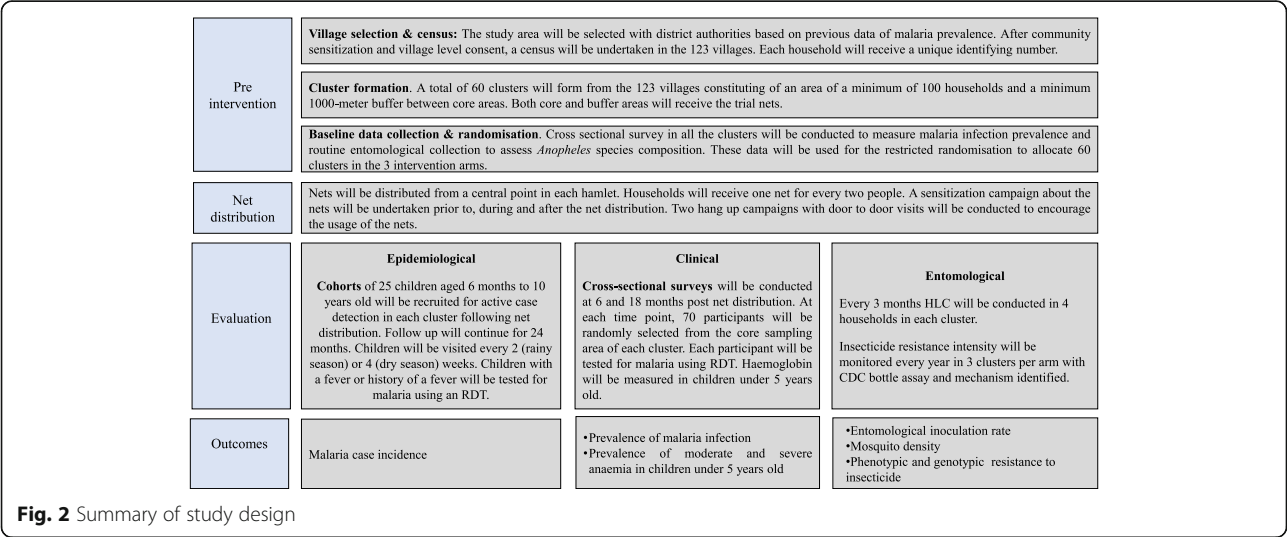 Pre
intervention
Village selection & census: The study area will be selected with district authorities based on previous data of malaria prevalence. After community
sensitization and village level consent, a census will be undertaken in the 123 villages. Each household will receive a unique identifying number.
Cluster formation. A total of 60 clusters will form from the 123 villages constituting of an area of a minimum of 100 households and a minimum
1000-meter buffer between core areas. Both core and buffer areas will receive the trial nets.
Baseline data collection & randomisation. Cross sectional survey in all the clusters will be conducted to measure malaria infection prevalence and
routine entomological collection to assess Anopheles species composition. These data will be used for the restricted randomisation to allocate 60
clusters in the 3 intervention arms.
Net
distribution
Nets will be distributed from a central point in each hamlet. Households will receive one net for every two people. A sensitization campaign about the
nets will be undertaken prior to, during and after the net distribution. Two hang up campaigns with door to door visits will be conducted to encourage
the usage of the nets.
Evaluation
Epidemiological
Cohorts of 25 children aged 6 months to 10
years old will be recruited for active case
detection in each cluster following net
distribution. Follow up will continue for 24
months. Children will be visited every 2 (rainy
season) or 4 (dry season) weeks. Children with
a fever or history of a fever will be tested for
malaria using an RDT.
Clinical
Cross-sectional surveys will be conducted
at 6 and 18 months post net distribution. At
each time point, 70 participants will be
randomly selected from the core sampling
area of each cluster. Each participant will be
tested for malaria using RDT. Haemoglobin
will be measured in children under 5 years
old.
Entomological
Every 3 months HLC will be conducted in 4
households in each cluster.
Insecticide resistance intensity will be
monitored every year in 3 clusters per arm with
CDC bottle assay and mechanism identified.
Outcomes
Malaria case incidence
•Prevalence of malaria infection
•Prevalence of moderate and severe
anaemia in children under 5 years old
•Entomological inoculation rate
•Mosquito density
•Phenotypic and genotypic resistance to
insecticide
Fig. 2 Summary of study design